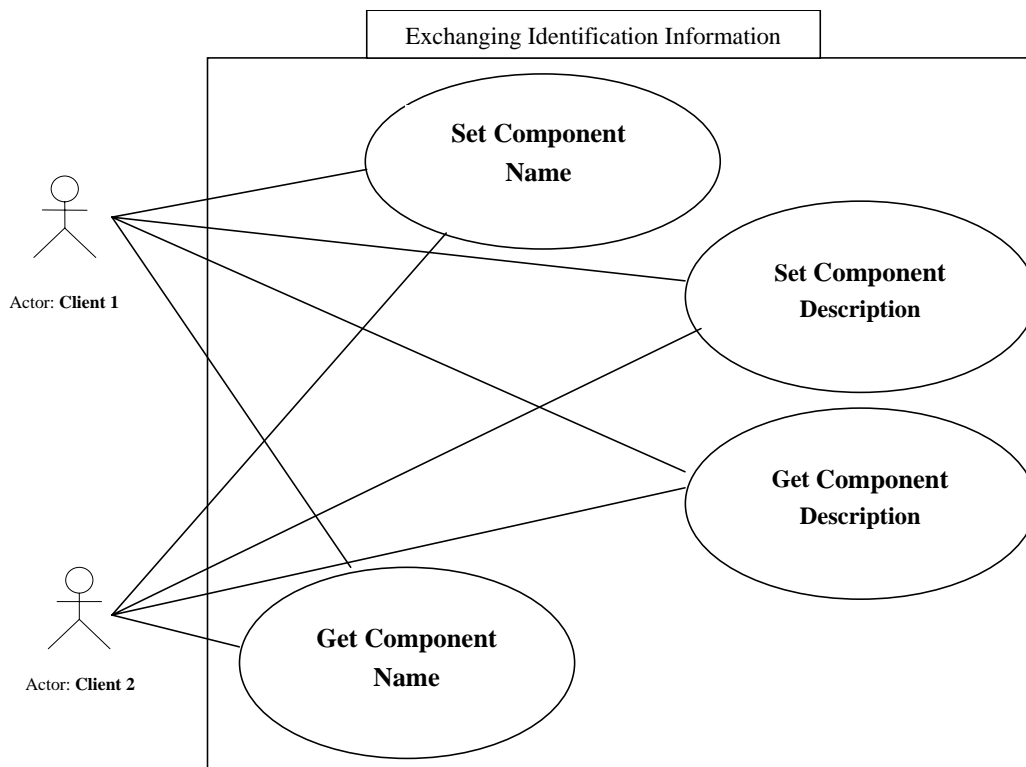 Exchanging Identification Information
Set Component
Name
Set Component
Description
Actor: Client 1
Get Component
Description
Get Component
Name
Actor: Client 2